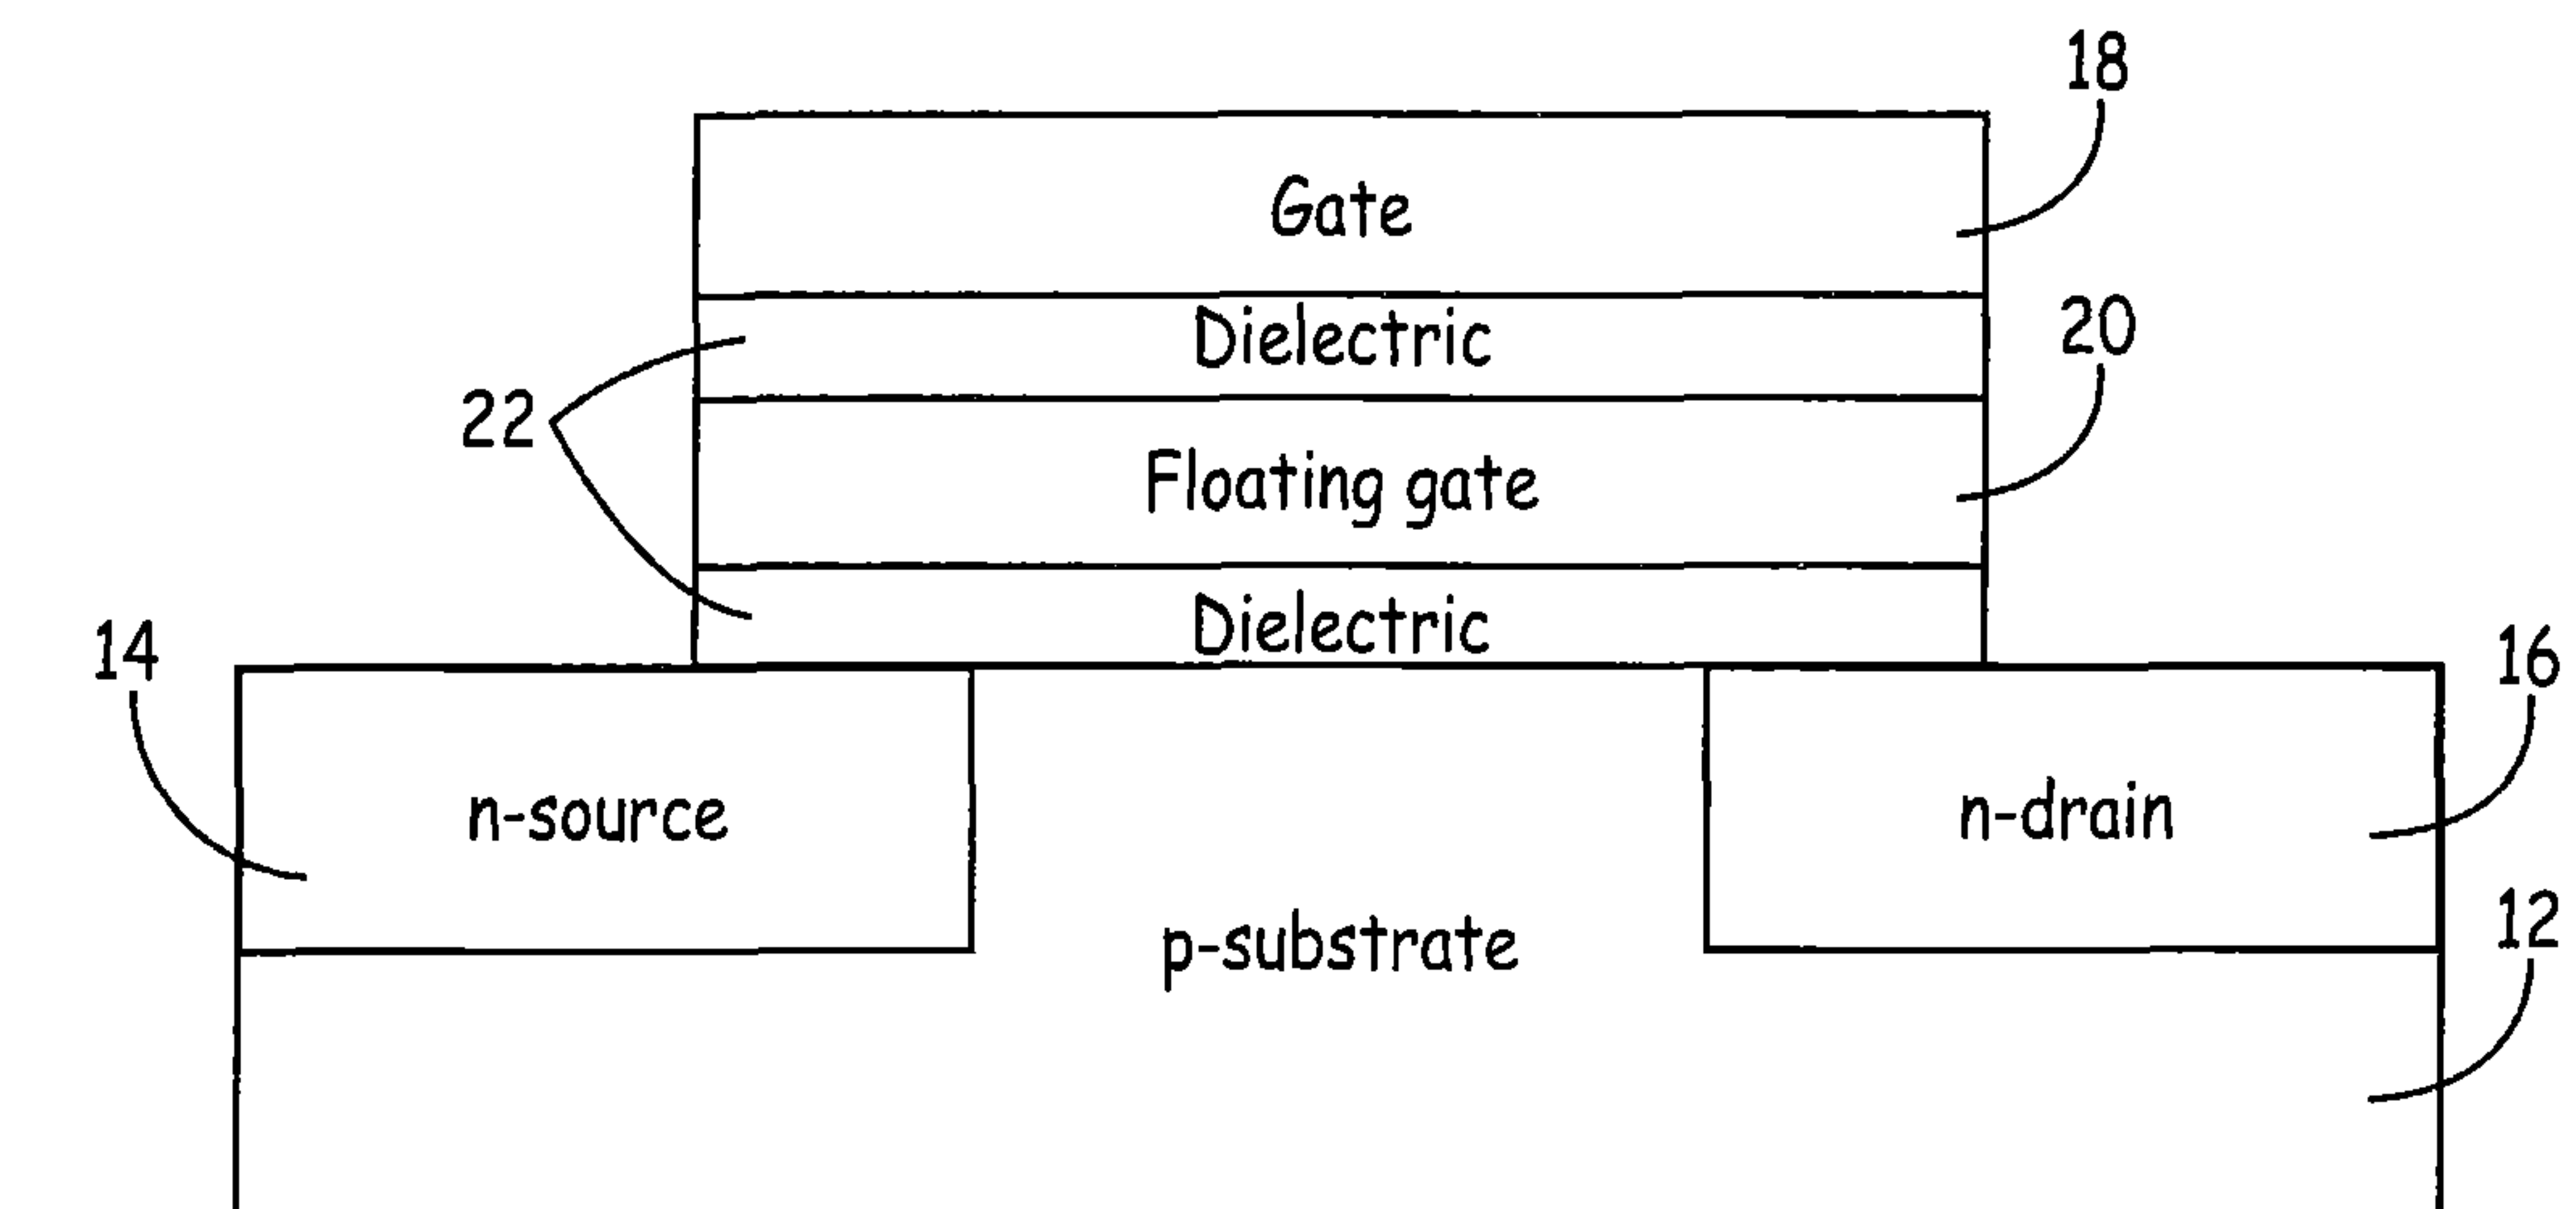 18
Gate
Dielectric
20
22
Floating gate
Dielectric
14
16
n-source
n-drain
12
p-substrate